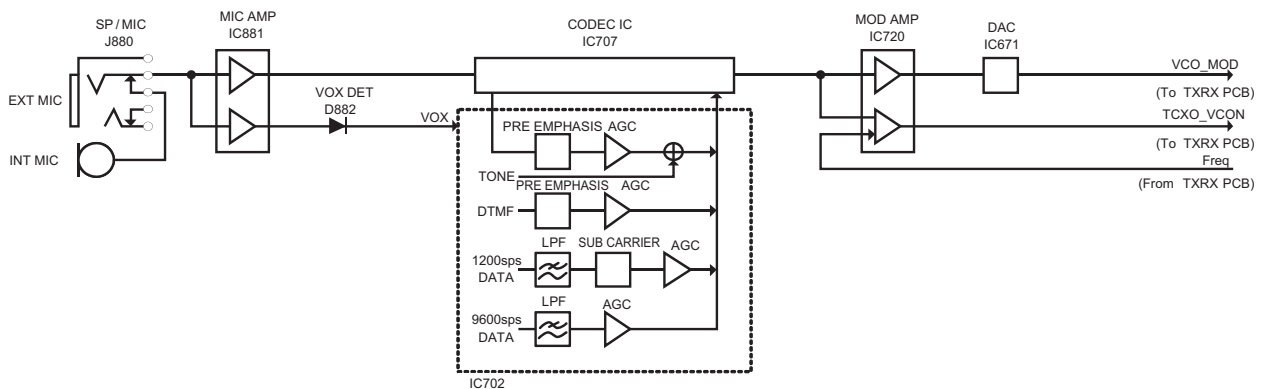 SP/MIC
J880
MIC AMP
IC881
CODEC IC
IC707
MOD AMP
IC720
DAC
IC671
EXT MIC
INT MIC
VOX DET
D882
VOX
VCO_MOD
(To TXRX PCB)
TCXO_VCON
(To TXRX PCB)
Freq
(From TXRX PCB)
PRE EMPHASIS AGC
TONE
PRE EMPHASIS AGC
DTMF
LPF SUB CARRIER AGC
1200sps
DATA
LPF AGC
9600sps
DATA
IC702